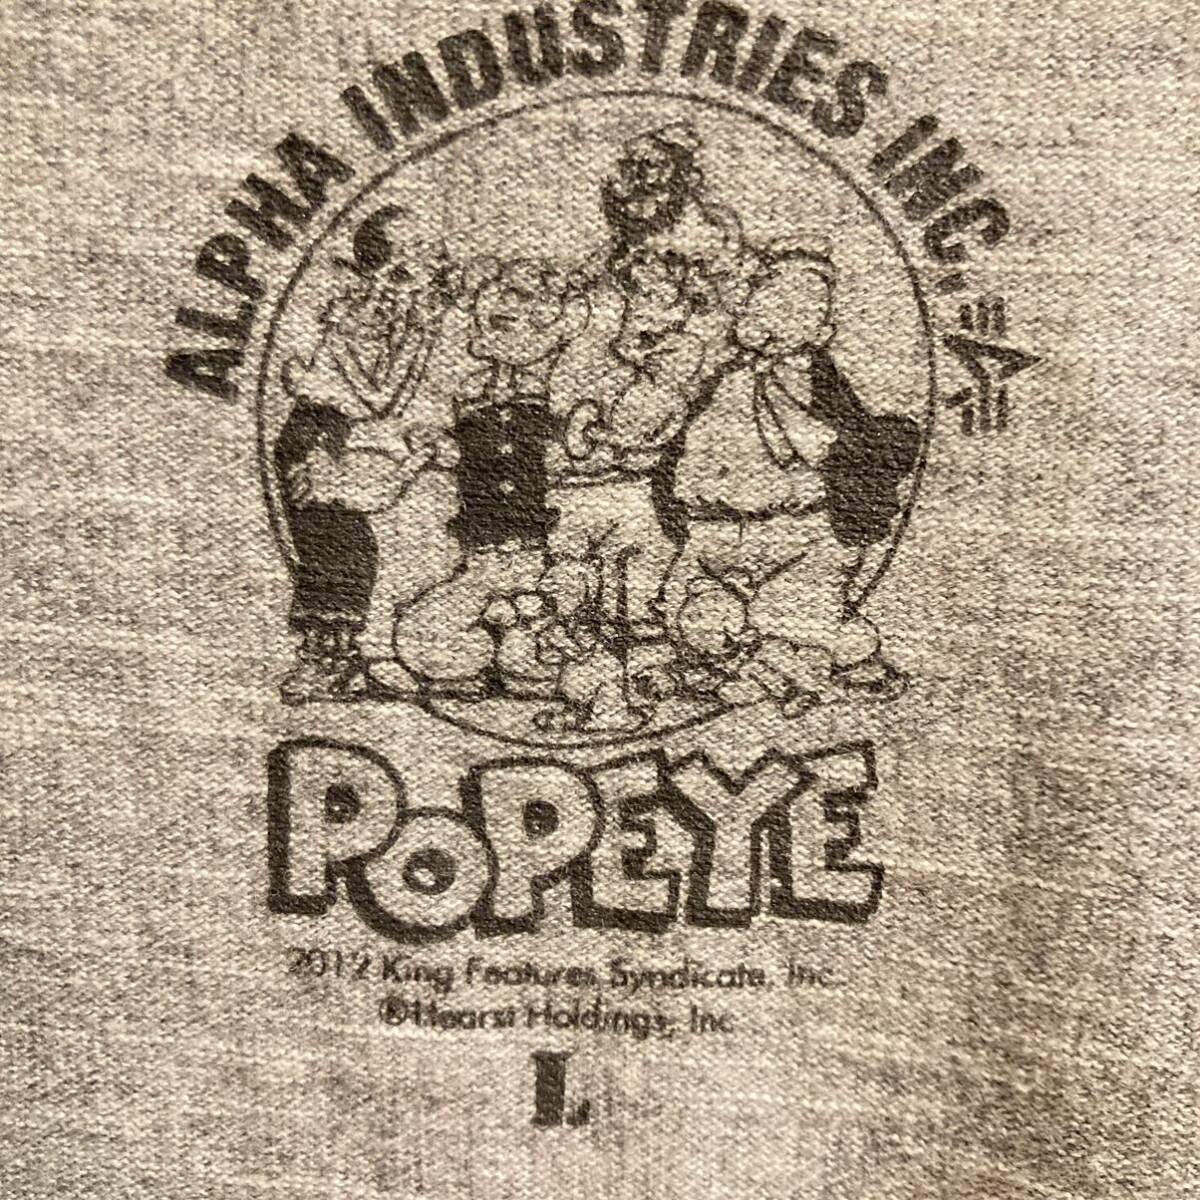 ALPHA INDUSTRIES INC.
POPEYE
2012 King Features Syndicate, Inc.
®Hearst Holdings, Inc
L